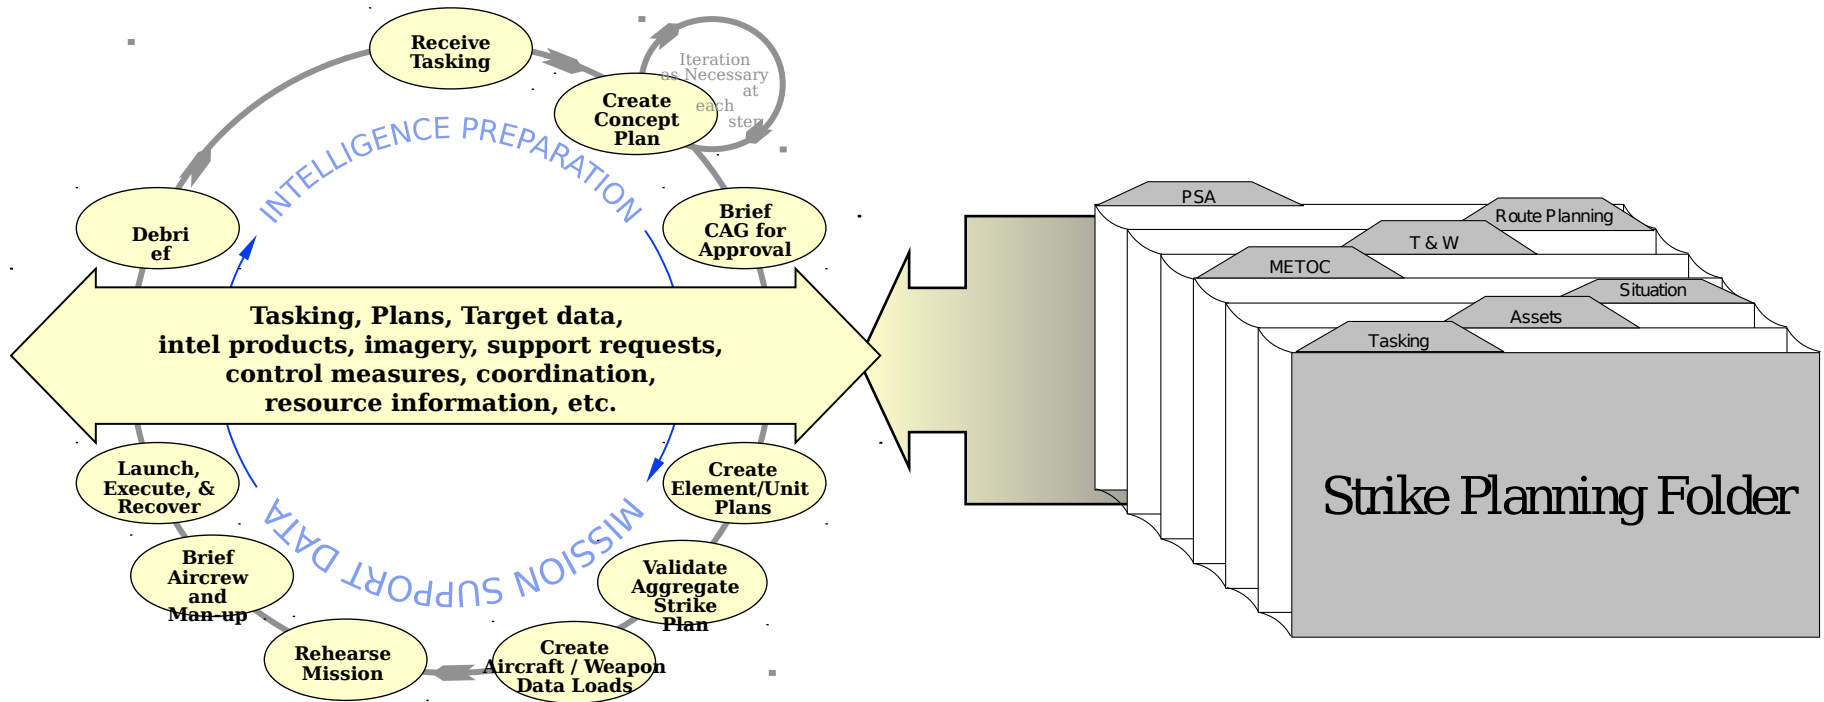 Receive
Tasking
Iteration
as Necessary
at
each
step
Create
Concept
Plan
INTELLIGENCE PREPARATION
Debri
ef
Brief
CAG for
Approval
Tasking, Plans, Target data,
intel products, imagery, support requests,
control measures, coordination,
resource information, etc.
Launch,
Execute, &
Recover
Create
Element/Unit
Plans
MISSION SUPPORT DATA
Brief
Aircrew
and
Man-up
Validate
Aggregate
Strike
Plan
Rehearse
Mission
Create
Aircraft / Weapon
Data Loads
PSA
Route Planning
T & W
METOC
Situation
Assets
Tasking
Strike Planning Folder